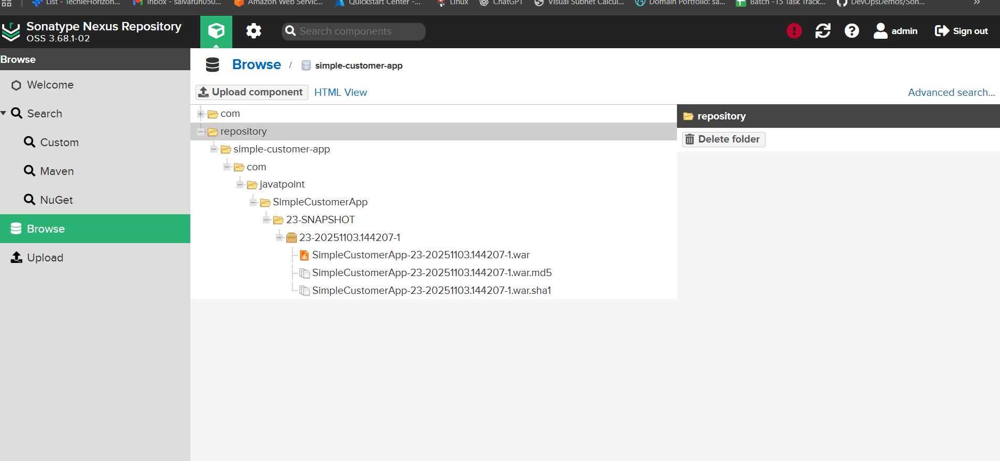 List - TechieHorizon...
Inbox - saivarun050...
Amazon Web Servic...
Quickstart Center -...
Linux
ChatGPT
Visual Subnet Calcul...
Domain Portfolio: sa...
Batch -15 Task Track...
DevOpsDemos/Son...
»
Sonatype Nexus Repository
OSS 3.68.1-02
Search components
admin
Sign out
Browse
Welcome
Search
Custom
Maven
NuGet
Browse
Upload
Browse / simple-customer-app
Upload component
HTML View
Advanced search...
com
repository
simple-customer-app
com
javatpoint
SimpleCustomerApp
23-SNAPSHOT
23-20251103.144207-1
SimpleCustomerApp-23-20251103.144207-1.war
SimpleCustomerApp-23-20251103.144207-1.war.md5
SimpleCustomerApp-23-20251103.144207-1.war.sha1
repository
Delete folder